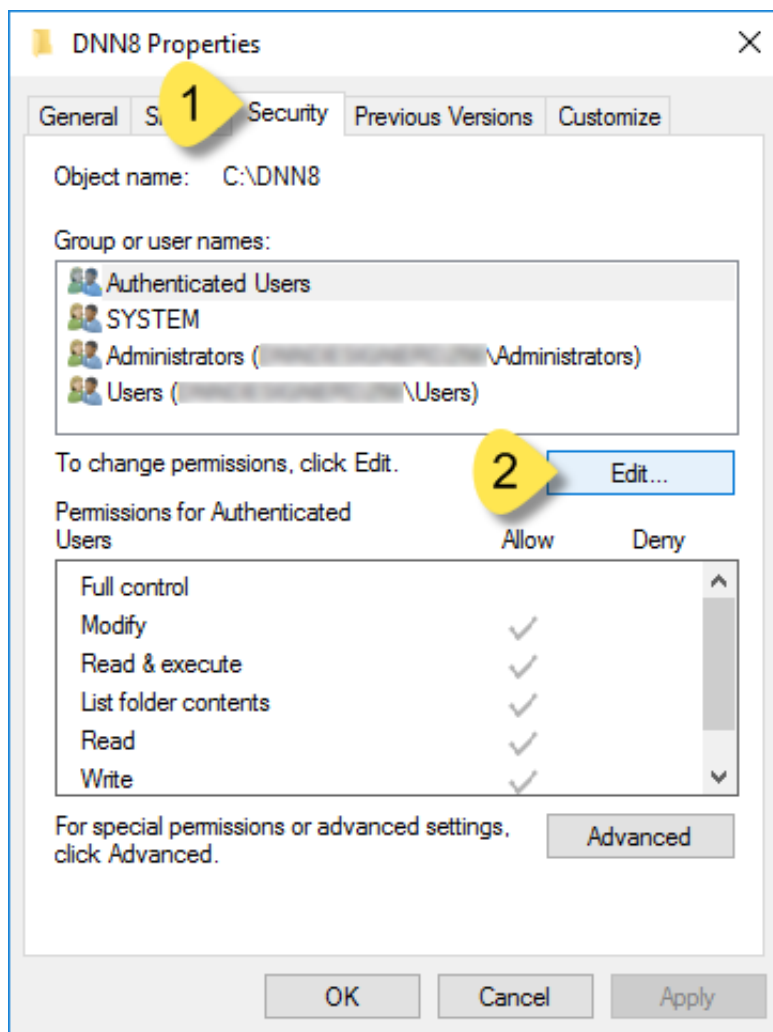 DNN8 Properties
1
General Security Previous Versions Customize
Object name: C:\DNN8
Group or user names:
Authenticated Users
SYSTEM
Administrators ( \Administrators)
Users ( \Users)
To change permissions, click Edit.
2
Edit...
Permissions for Authenticated
Users Allow Deny
Full control
Modify
Read & execute
List folder contents
Read
Write
For special permissions or advanced settings,
click Advanced.
Advanced
OK Cancel Apply